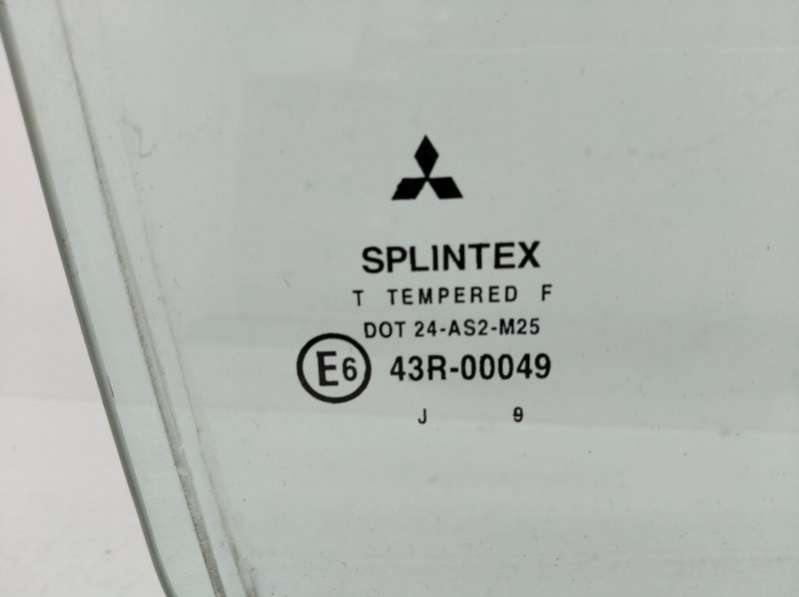 SPLINTEX
T TEMPERED F
DOT 24-AS2-M25
E6 43R-00049
J 9